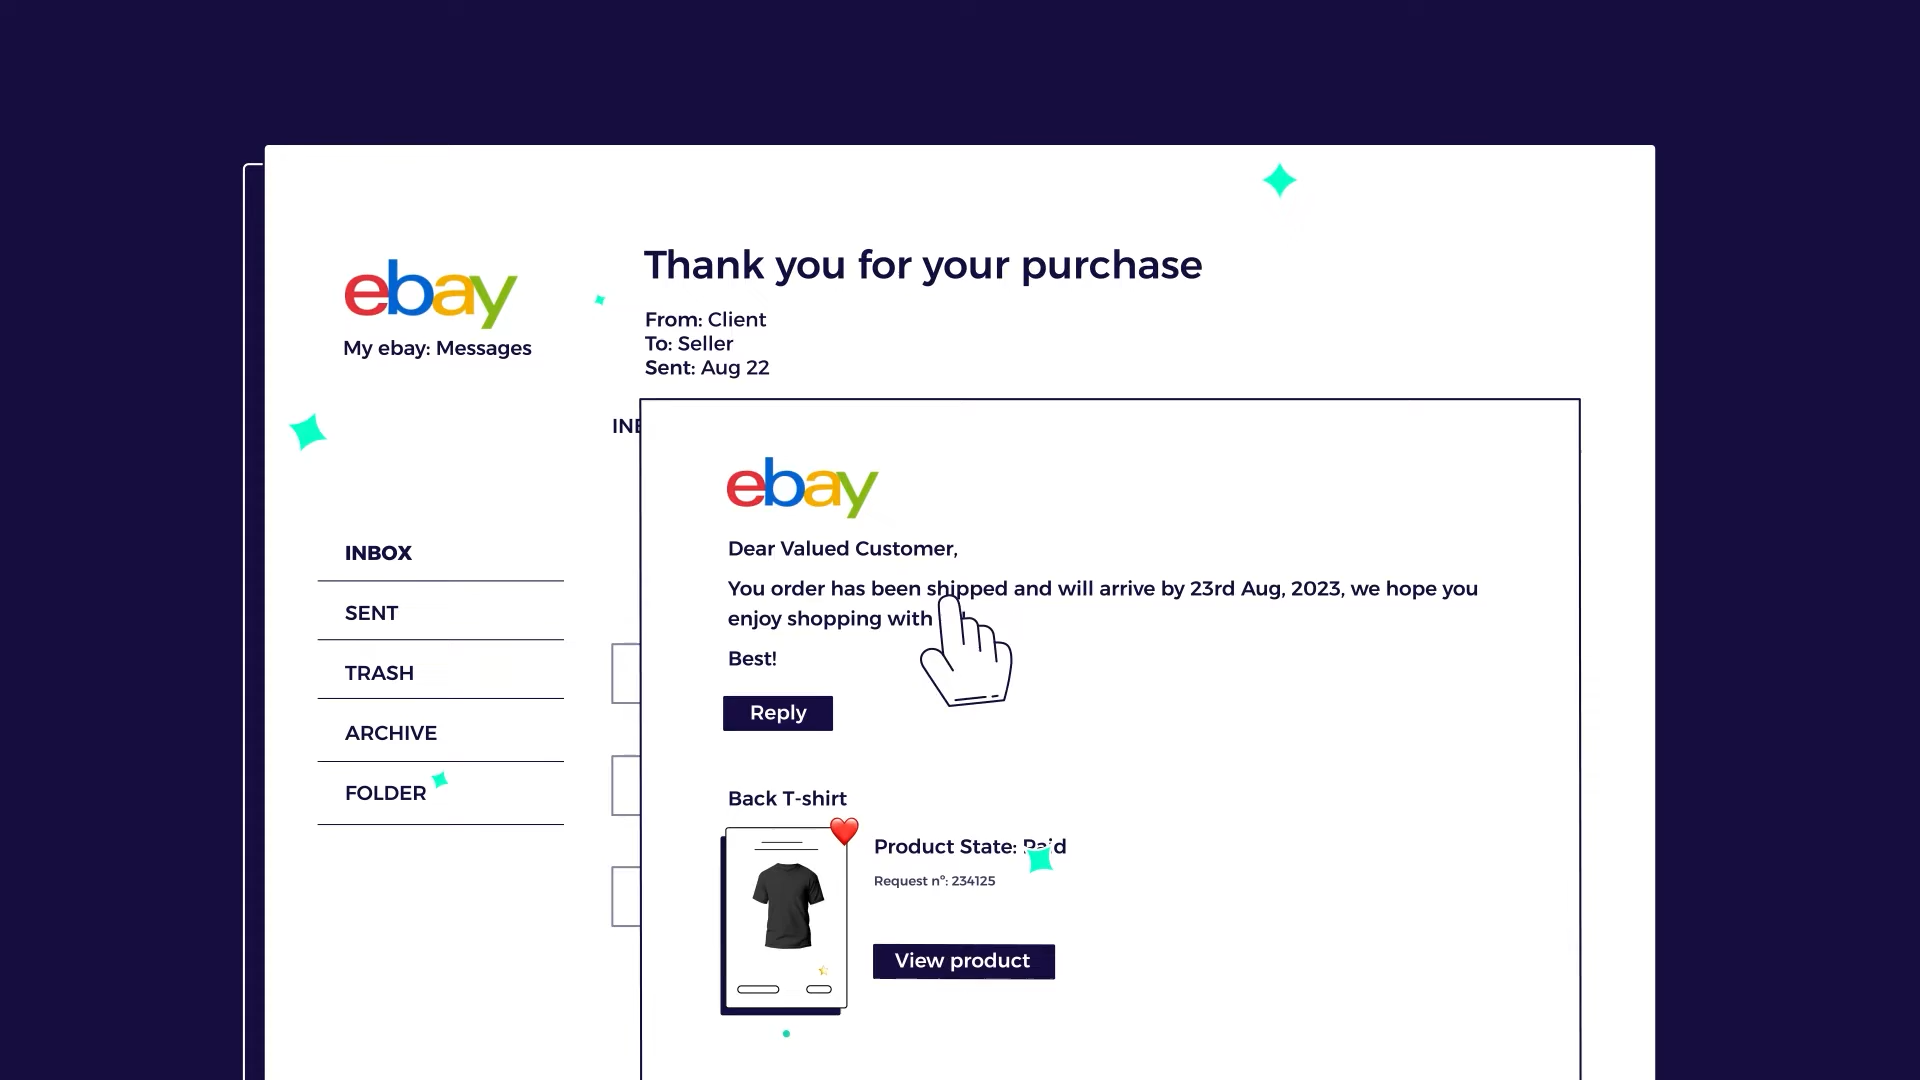 ebay
My ebay: Messages
INBOX
SENT
TRASH
ARCHIVE
FOLDER
Thank you for your purchase
From: Client
To: Seller
Sent: Aug 22
ebay
Dear Valued Customer,
You order has been shipped and will arrive by 23rd Aug, 2023, we hope you
enjoy shopping with
Best!
Reply
Back T-shirt
Product State: Paid
Request nº: 234125
View product